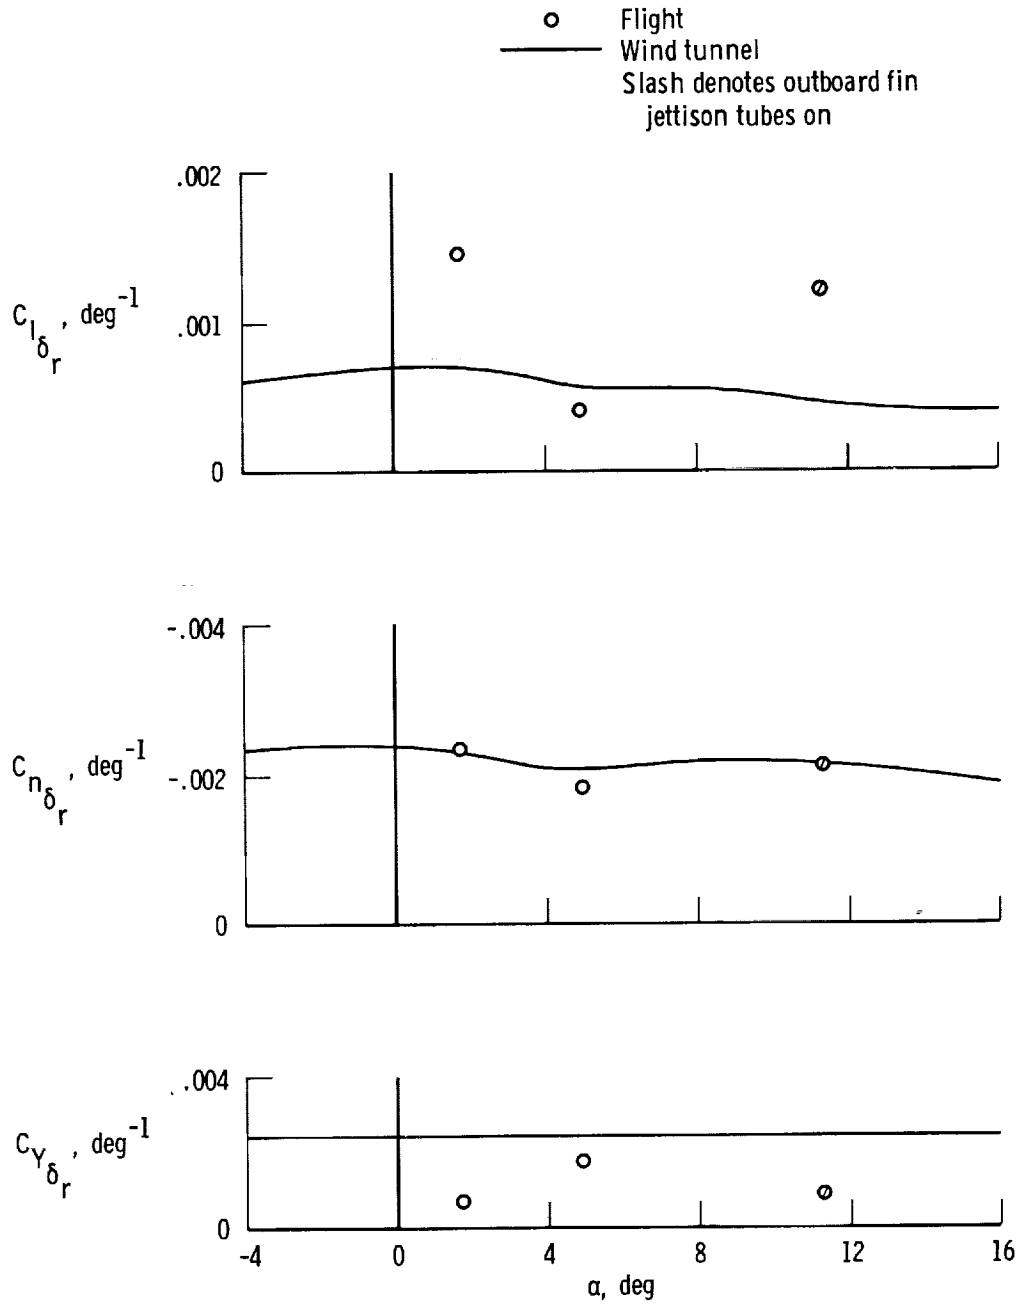 Flight
Wind tunnel
Slash denotes outboard fin
jettison tubes on
.002
C_{l_{δ_r}}, deg⁻¹
.001
0
-.004
C_{n_{δ_r}}, deg⁻¹
-.002
0
.004
C_{Y_{δ_r}}, deg⁻¹
0
-4 0 4 8 12 16
α, deg